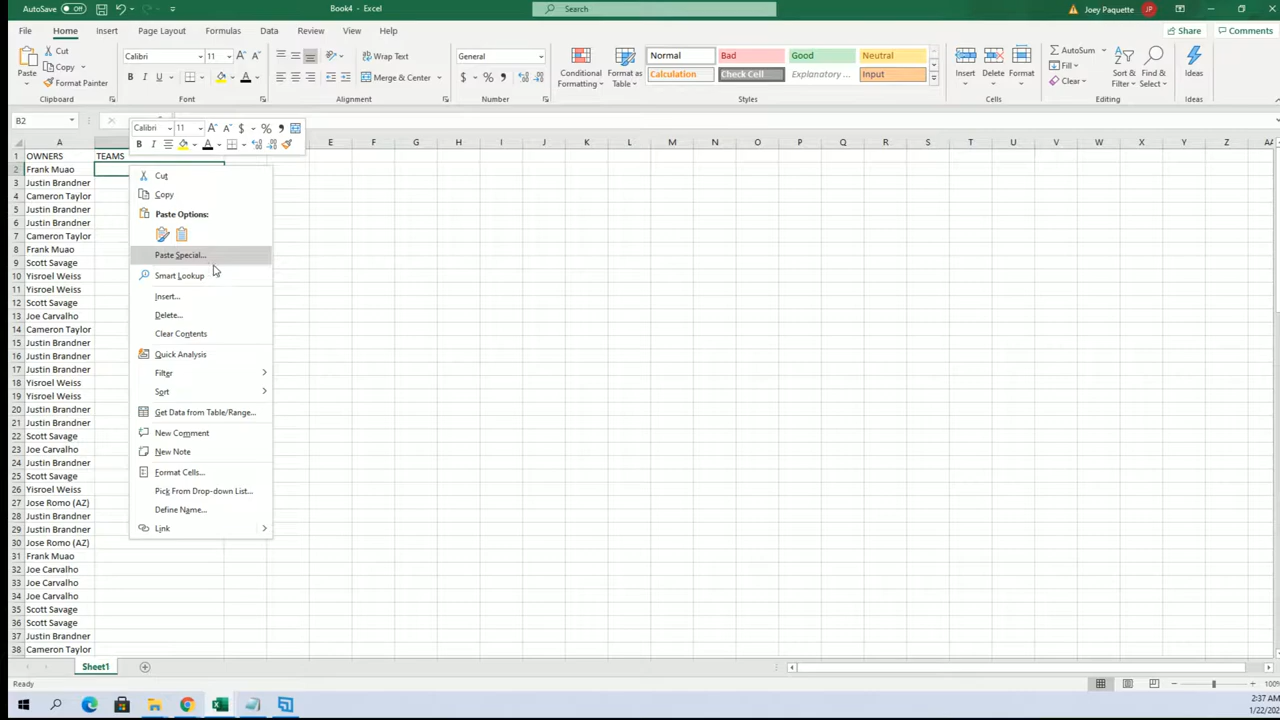 AutoSave Off Book4 - Excel Search Joey Paquette JP
File Home Insert Page Layout Formulas Data Review View Help Share Comments
Paste Cut Copy Format Painter Clipboard
Calibri 11 Font
Wrap Text Merge & Center Alignment
General Number
Conditional Formatting Format as Table
Normal Bad Good Neutral
Calculation Check Cell Explanatory ... Input
Styles
Insert Delete Format Cells
AutoSum Fill Clear Sort & Filter Find & Select Editing
Ideas Ideas
B2
Calibri 11
A E F G H I J K L M N O P Q R S T U V W X Y Z AA
1 OWNERS TEAMS
2 Frank Muao
3 Justin Brandner
4 Cameron Taylor
5 Justin Brandner
6 Justin Brandner
7 Cameron Taylor
8 Frank Muao
9 Scott Savage
10 Yisroel Weiss
11 Yisroel Weiss
12 Scott Savage
13 Joe Carvalho
14 Cameron Taylor
15 Justin Brandner
16 Justin Brandner
17 Justin Brandner
18 Yisroel Weiss
19 Yisroel Weiss
20 Justin Brandner
21 Justin Brandner
22 Scott Savage
23 Joe Carvalho
24 Justin Brandner
25 Scott Savage
26 Yisroel Weiss
27 Jose Romo (AZ)
28 Justin Brandner
29 Justin Brandner
30 Jose Romo (AZ)
31 Frank Muao
32 Joe Carvalho
33 Joe Carvalho
34 Joe Carvalho
35 Scott Savage
36 Scott Savage
37 Justin Brandner
38 Cameron Taylor
Cut
Copy
Paste Options:
Paste Special...
Smart Lookup
Insert...
Delete...
Clear Contents
Quick Analysis
Filter
Sort
Get Data from Table/Range...
New Comment
New Note
Format Cells...
Pick From Drop-down List...
Define Name...
Link
Sheet1
Ready 100%
2:37 AM
1/22/202